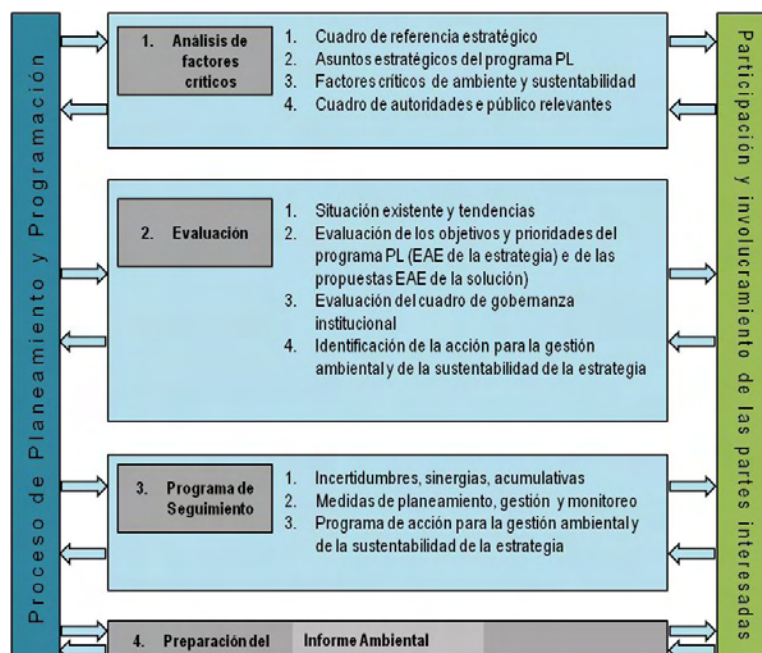 Proceso de Planeamiento y Programación
1. Análisis de
factores
críticos
1. Cuadro de referencia estratégico
2. Asuntos estratégicos del programa PL
3. Factores críticos de ambiente y sustentabilidad
4. Cuadro de autoridades e público relevantes
2. Evaluación
1. Situación existente y tendencias
2. Evaluación de los objetivos y prioridades del
programa PL (EAE de la estrategia) e de las
propuestas EAE de la solución)
3. Evaluación del cuadro de gobernanza
institucional
4. Identificación de la acción para la gestión
ambiental y de la sustentabilidad de la estrategia
3. Programa de
Seguimiento
1. Incertidumbres, sinergias, acumulativas
2. Medidas de planeamiento, gestión y monitoreo
3. Programa de acción para la gestión ambiental y
de la sustentabilidad de la estrategia
4. Preparación del Informe Ambiental
Participación y involucramiento de las partes interesadas